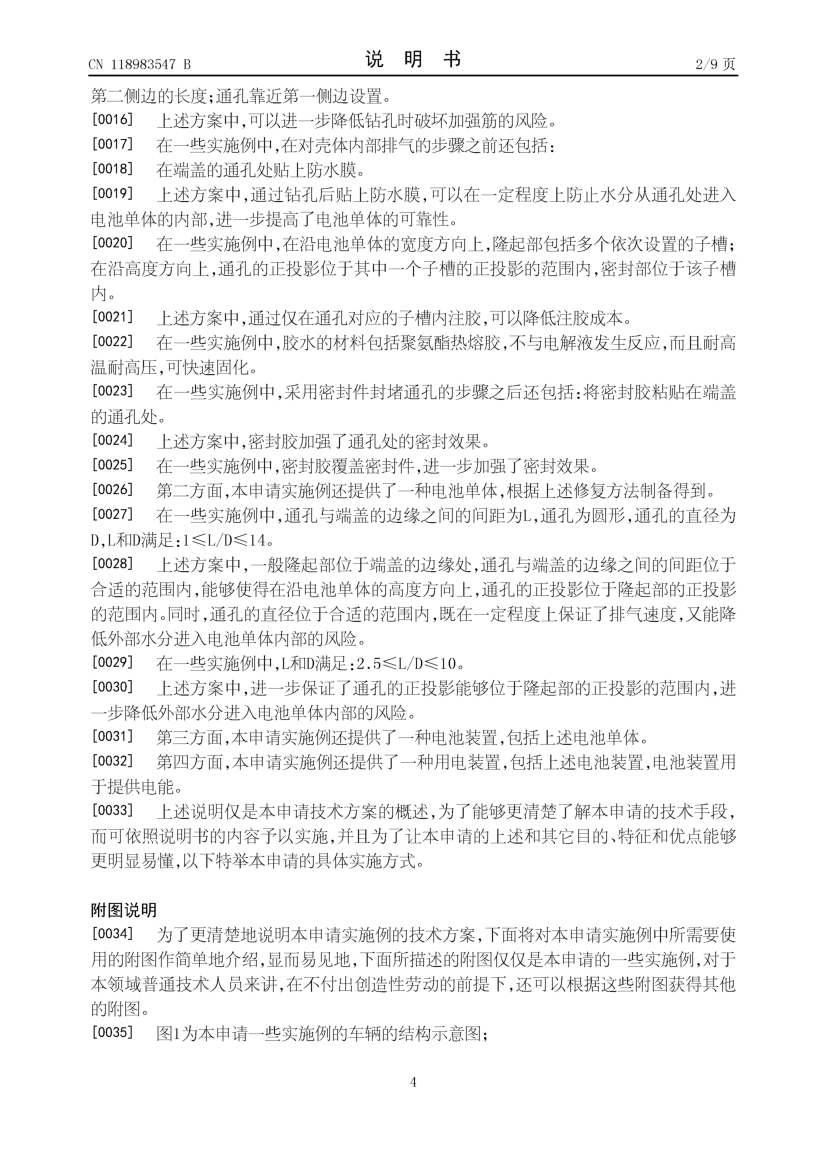 CN 118983547 B
说 明 书
2/9 页
第二侧边的长度;通孔靠近第一侧边设置。
[0016] 上述方案中,可以进一步降低钻孔时破坏加强筋的风险。
[0017] 在一些实施例中,在对壳体内部排气的步骤之前还包括:
[0018] 在端盖的通孔处贴上防水膜。
[0019] 上述方案中,通过钻孔后贴上防水膜,可以在一定程度上防止水分从通孔处进入
电池单体的内部,进一步提高了电池单体的可靠性。
[0020] 在一些实施例中,在沿电池单体的宽度方向上,隆起部包括多个依次设置的子槽;
在沿高度方向上,通孔的正投影位于其中一个子槽的正投影的范围内,密封部位于该子槽
内。
[0021] 上述方案中,通过仅在通孔对应的子槽内注胶,可以降低注胶成本。
[0022] 在一些实施例中,胶水的材料包括聚氨酯热熔胶,不与电解液发生反应,而且耐高
温耐高压,可快速固化。
[0023] 在一些实施例中,采用密封件封堵通孔的步骤之后还包括:将密封胶粘贴在端盖
的通孔处。
[0024] 上述方案中,密封胶加强了通孔处的密封效果。
[0025] 在一些实施例中,密封胶覆盖密封件,进一步加强了密封效果。
[0026] 第二方面,本申请实施例还提供了一种电池单体,根据上述修复方法制备得到。
[0027] 在一些实施例中,通孔与端盖的边缘之间的间距为L,通孔为圆形,通孔的直径为
D,L和D满足:1≤L/D≤14。
[0028] 上述方案中,一般隆起部位于端盖的边缘处,通孔与端盖的边缘之间的间距位于
合适的范围内,能够使得在沿电池单体的高度方向上,通孔的正投影位于隆起部的正投影
的范围内。同时,通孔的直径位于合适的范围内,既在一定程度上保证了排气速度,又能降
低外部水分进入电池单体内部的风险。
[0029] 在一些实施例中,L和D满足:2.5≤L/D≤10。
[0030] 上述方案中,进一步保证了通孔的正投影能够位于隆起部的正投影的范围内,进
一步降低外部水分进入电池单体内部的风险。
[0031] 第三方面,本申请实施例还提供了一种电池装置,包括上述电池单体。
[0032] 第四方面,本申请实施例还提供了一种用电装置,包括上述电池装置,电池装置用
于提供电能。
[0033] 上述说明仅是本申请技术方案的概述,为了能够更清楚了解本申请的技术手段,
而可依照说明书的内容予以实施,并且为了让本申请的上述和其它目的、特征和优点能够
更明显易懂,以下特举本申请的具体实施方式。
附图说明
[0034] 为了更清楚地说明本申请实施例的技术方案,下面将对本申请实施例中所需要使
用的附图作简单地介绍,显而易见地,下面所描述的附图仅仅是本申请的一些实施例,对于
本领域普通技术人员来讲,在不付出创造性劳动的前提下,还可以根据这些附图获得其他
的附图。
[0035] 图1为本申请一些实施例的车辆的结构示意图;
4